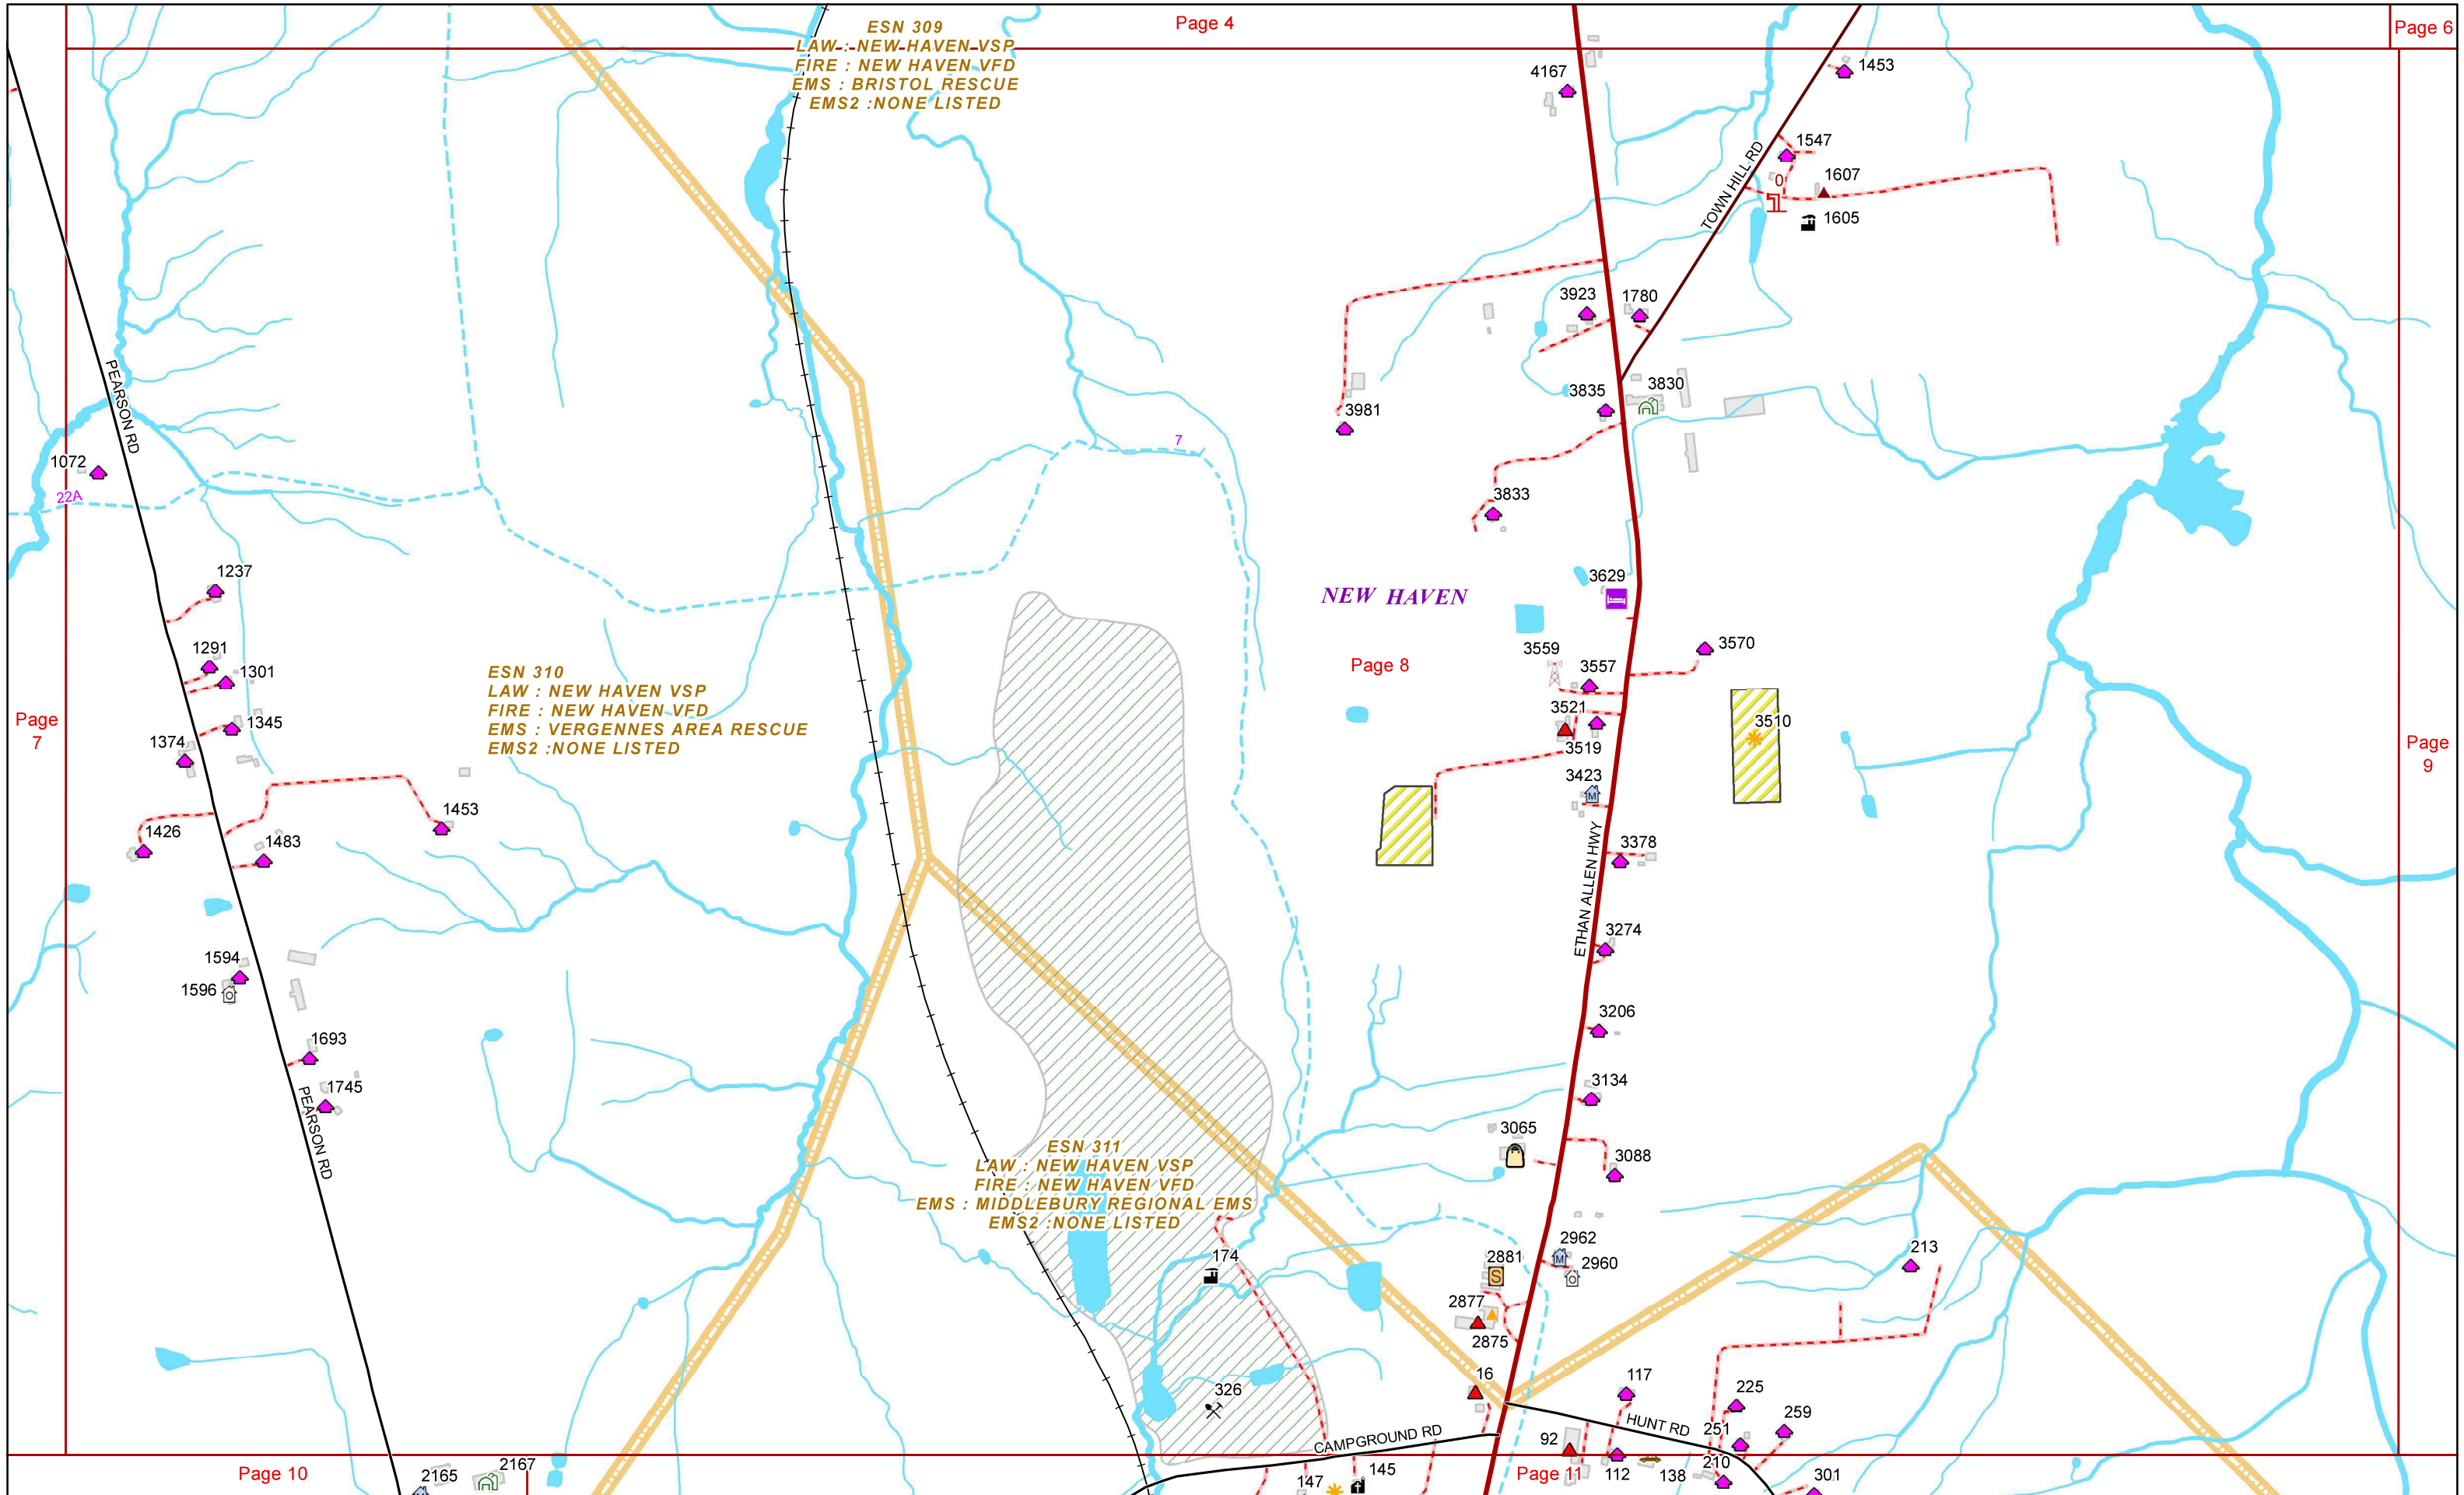 Page 4
Page 6
ESN 309
LAW : NEW HAVEN VSP
FIRE : NEW HAVEN VFD
EMS : BRISTOL RESCUE
EMS2 :NONE LISTED
4167
1453
1547
TOWN HILL RD
0
1607
1605
3923
1780
PEARSON RD
3835
3830
3981
7
1072
22A
3833
1237
NEW HAVEN
3629
1291
1301
ESN 310
LAW : NEW HAVEN VSP
FIRE : NEW HAVEN VFD
EMS : VERGENNES AREA RESCUE
EMS2 :NONE LISTED
Page 8
3559
3557
3570
Page
7
1345
1374
3521
3519
3510
Page
9
3423
M
1453
1426
1483
ETHAN ALLEN HWY
3378
3274
1594
1596
O
3206
1693
1745
PEARSON RD
3134
3065
3088
ESN 311
LAW : NEW HAVEN VSP
FIRE : NEW HAVEN VFD
EMS : MIDDLEBURY REGIONAL EMS
EMS2 :NONE LISTED
174
2881
S
2962
M
2960
O
213
2877
2875
326
16
117
225
259
HUNT RD
251
CAMPGROUND RD
92
Page 10
2165
2167
147
145
Page 11
112
138
210
301